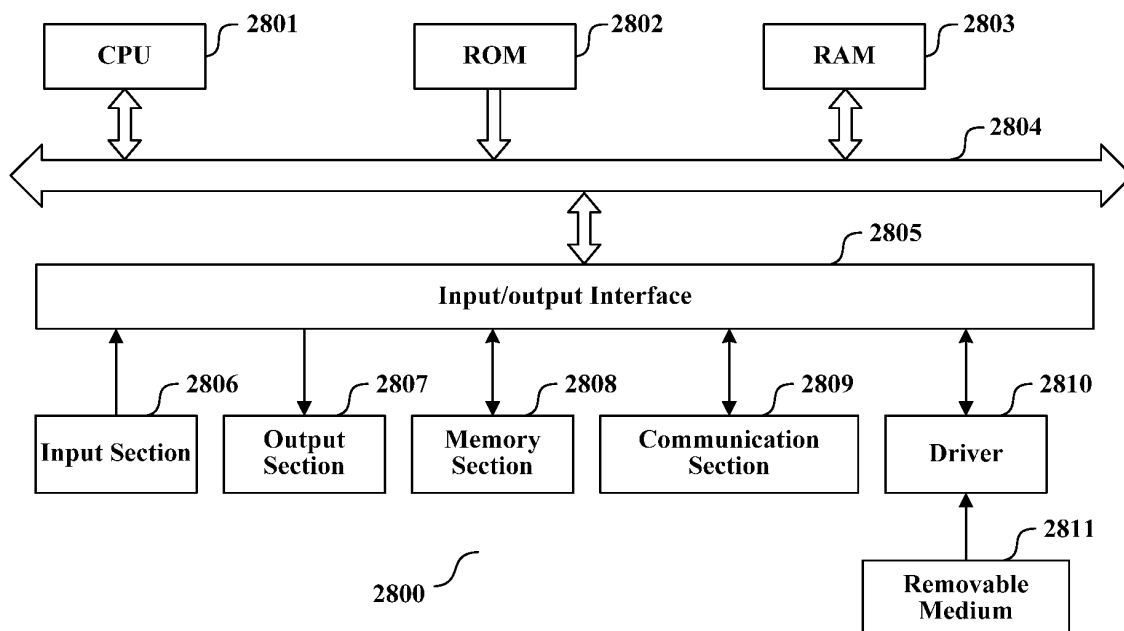 2801
2802
2803
CPU
ROM
RAM
2804
2805
Input/output Interface
2806
2807
2808
2809
2810
Input Section
Output
Section
Memory
Section
Communication
Section
Driver
2811
2800
Removable
Medium